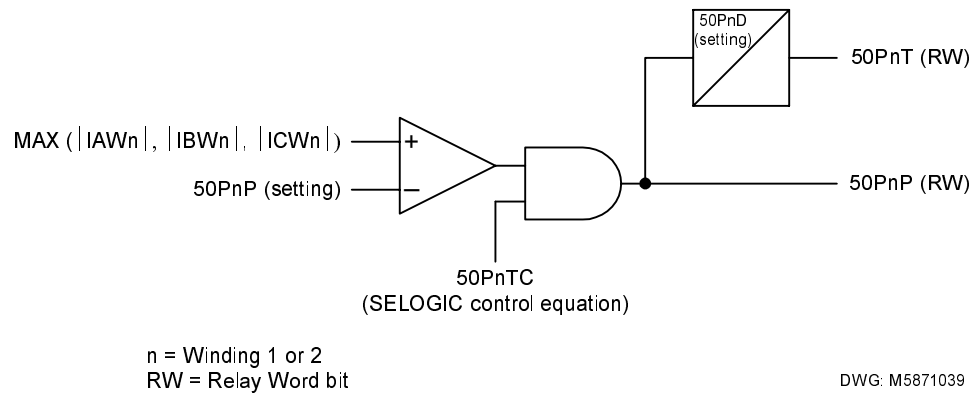 50PnD
(setting)
50PnT (RW)
MAX (|IAWn|, |IBWn|, |ICWn|)
+
50PnP (setting)
−
50PnP (RW)
50PnTC
(SELOGIC control equation)
n = Winding 1 or 2
RW = Relay Word bit
DWG: M5871039